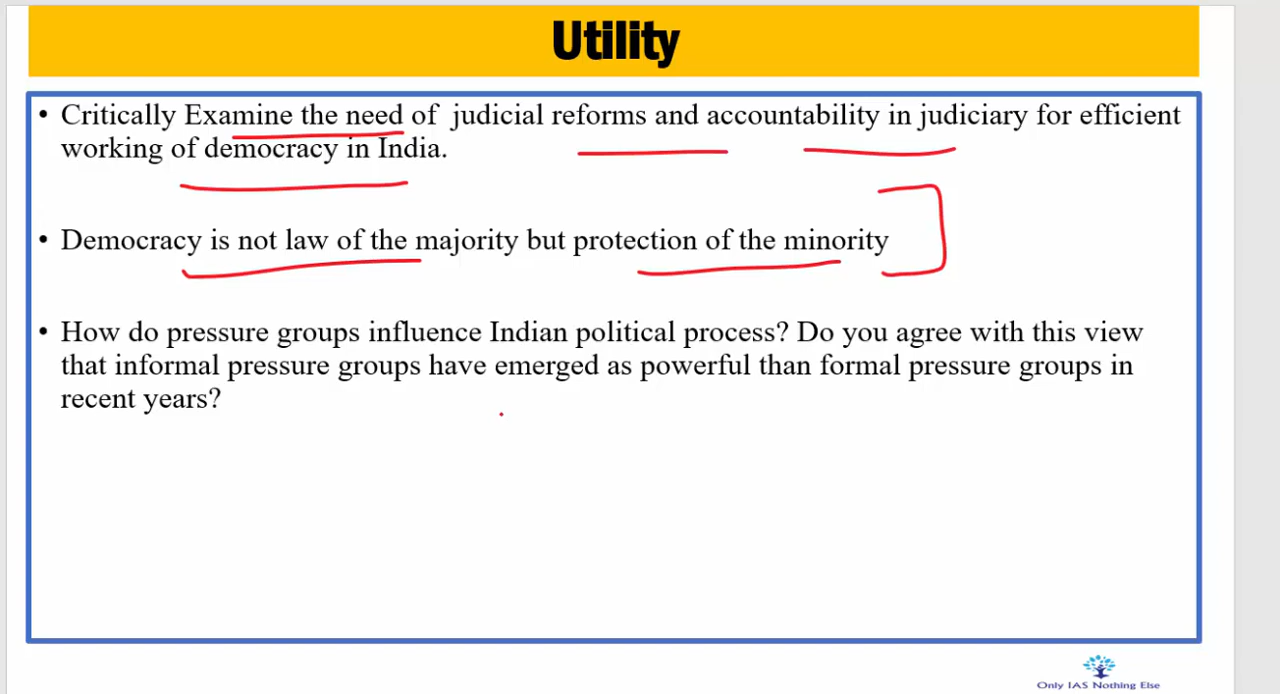 Utility
• Critically Examine the need of judicial reforms and accountability in judiciary for efficient
working of democracy in India.
• Democracy is not law of the majority but protection of the minority
• How do pressure groups influence Indian political process? Do you agree with this view
that informal pressure groups have emerged as powerful than formal pressure groups in
recent years?
Only IAS Nothing Else